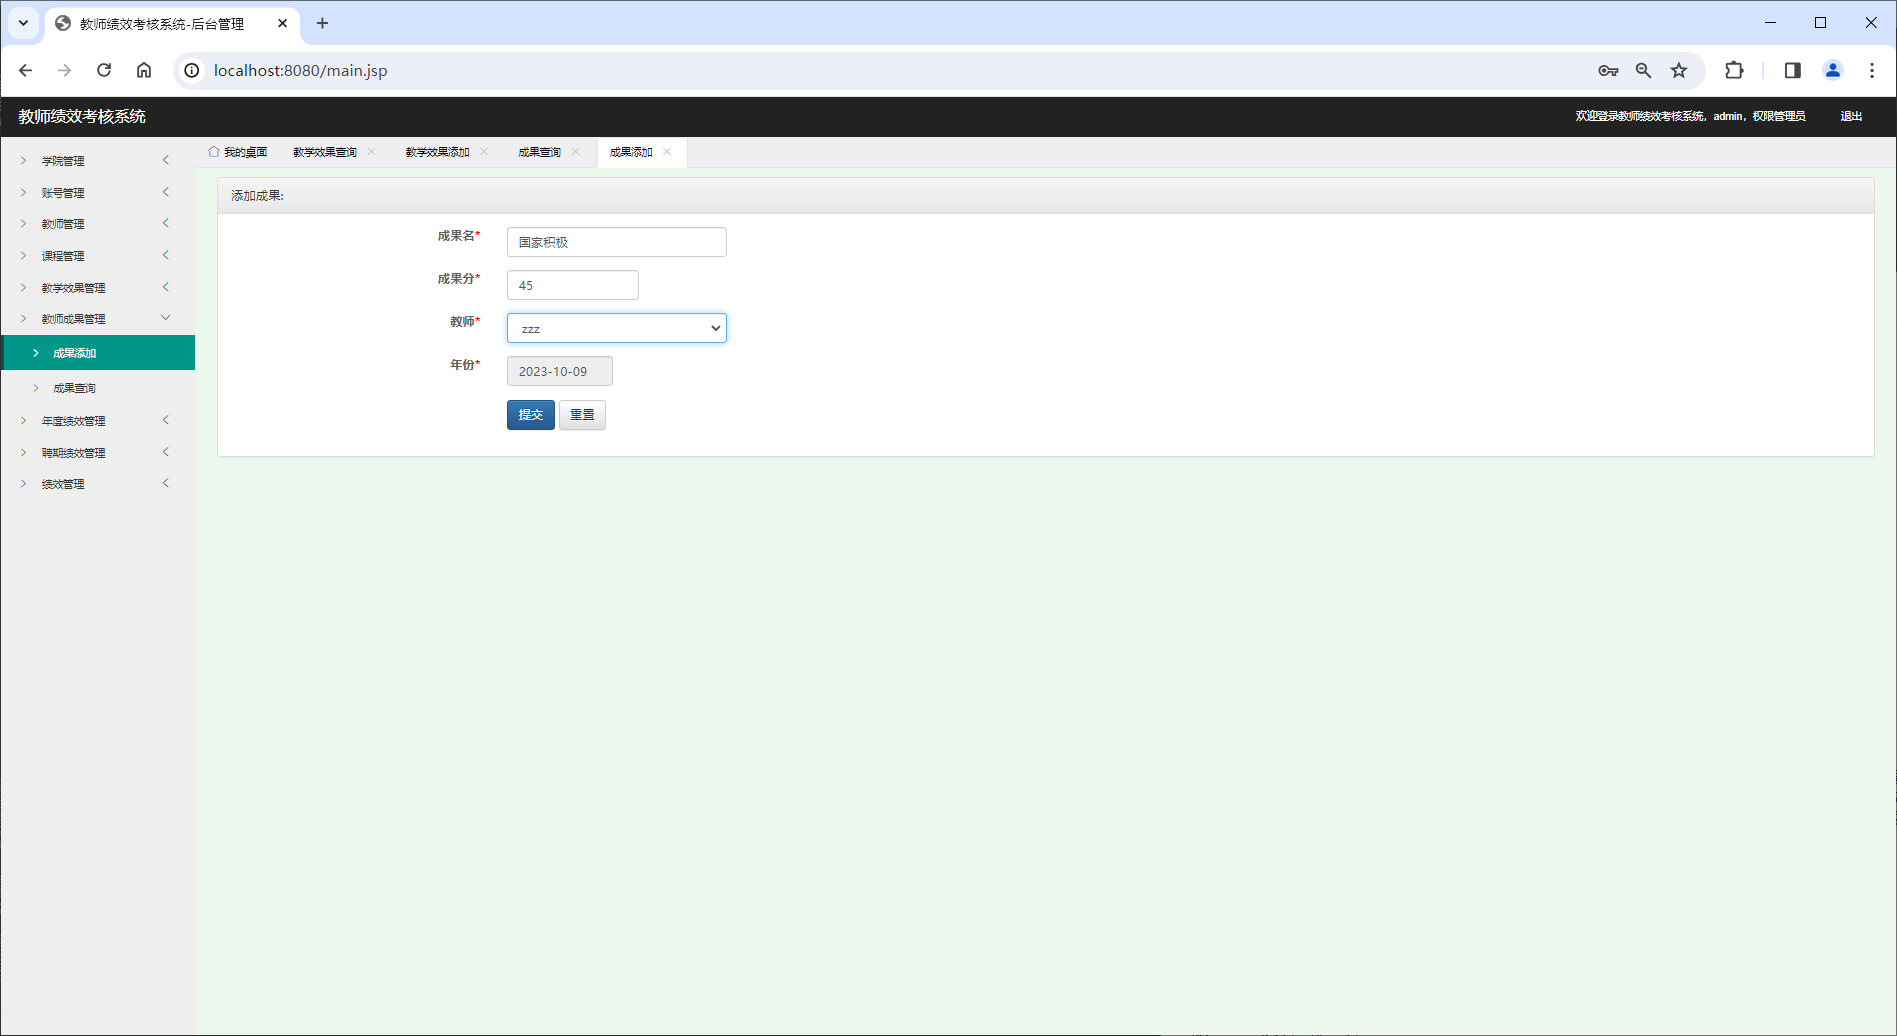 教师绩效考核系统-后台管理
localhost:8080/main.jsp
教师绩效考核系统
欢迎登录教师绩效考核系统，admin，权限管理员 退出
学院管理
账号管理
教师管理
课程管理
教学效果管理
教师成果管理
成果添加
成果查询
年度绩效管理
聘期绩效管理
绩效管理
我的桌面 教学效果查询 教学效果添加 成果查询 成果添加
添加成果:
成果名* 国家积极
成果分* 45
教师* zzz
年份* 2023-10-09
提交 重置